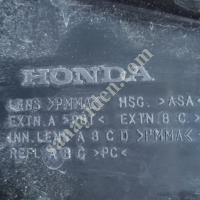 HONDA
LENS >PMMA< HSG. >ASA<
EXTN.A >PBT< EXTN.B C. >
INN.LENS A B C D >PMMA<
REFL A B C >PC<